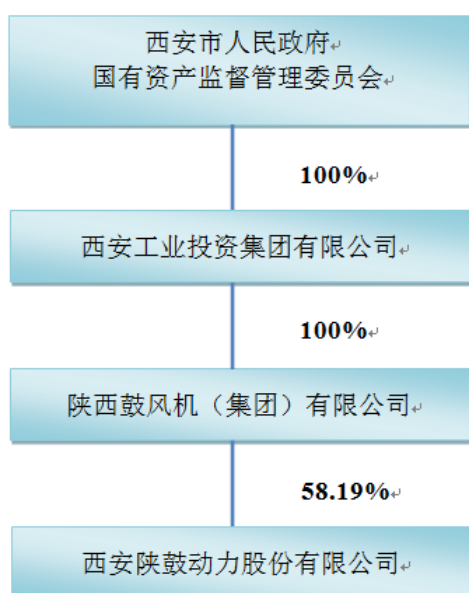 西安市人民政府
国有资产监督管理委员会
100%
西安工业投资集团有限公司
100%
陕西鼓风机（集团）有限公司
58.19%
西安陕鼓动力股份有限公司